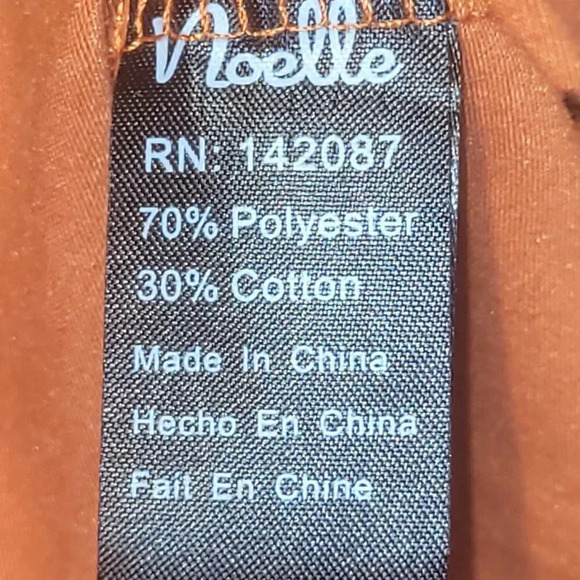 Noelle
RN: 142087
70% Polyester
30% Cotton
Made In China
Hecho En China
Fait En Chine